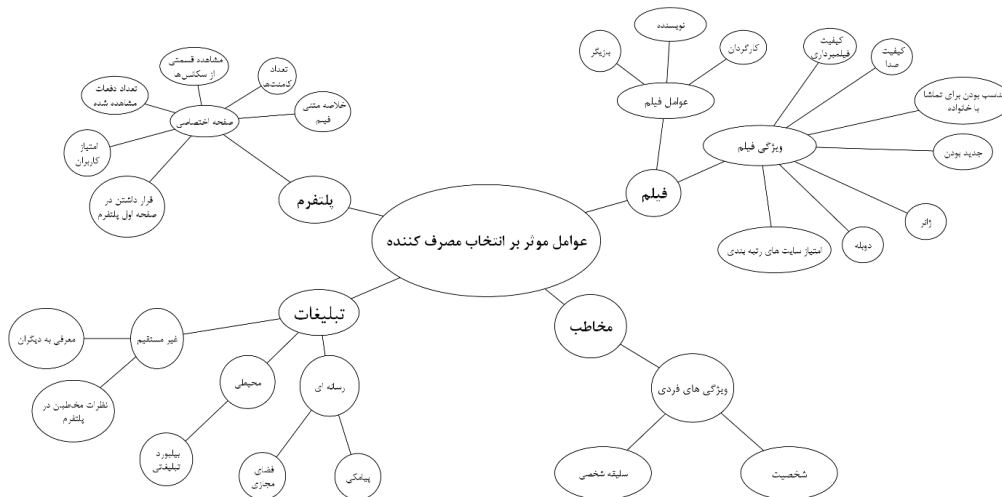 نویسنده
کارگردان
بازیگر
عوامل فیلم
کیفیت
فیلمبرداری
کیفیت
صدا
مناسب بودن برای تماشا
با خانواده
ویژگی فیلم
جدید بودن
ژانر
دوبله
امتیاز سایت های رتبه بندی
فیلم
مشاهده قسمتی
از سکانس‌ها
تعداد
کامنت‌ها
تعداد دفعات
مشاهده شده
خلاصه متنی
فیلم
صفحه اختصاصی
امتیاز
کاربران
قرار داشتن در
صفحه اول پلتفرم
پلتفرم
عوامل موثر بر انتخاب مصرف کننده
تبلیغات
غیر مستقیم
معرفی به دیگران
نظرات مخاطبین در
پلتفرم
محیطی
رسانه ای
بیلبورد
تبلیغاتی
فضای
مجازی
پیامکی
مخاطب
ویژگی های فردی
سلیقه شخصی
شخصیت